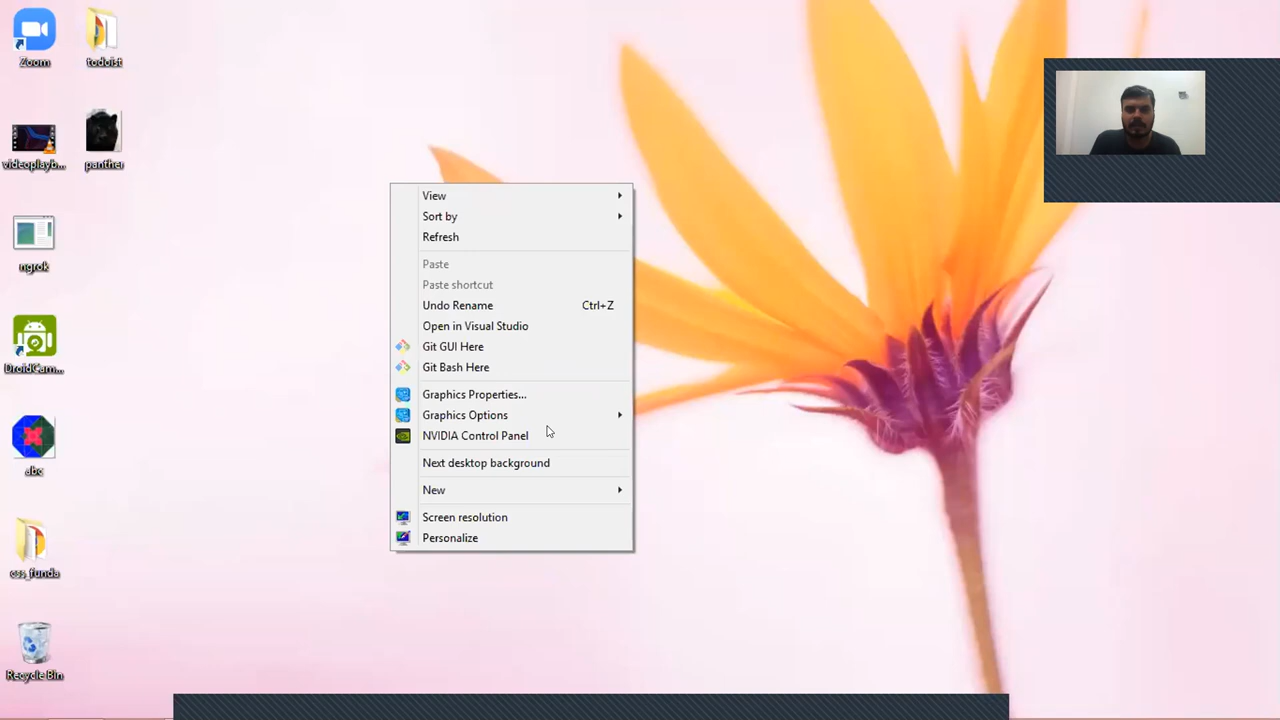 Zoom
todoist
videoplayb...
panther
ngrok
DroidCam...
abc
css_funda
Recycle Bin
View
Sort by
Refresh
Paste
Paste shortcut
Undo Rename Ctrl+Z
Open in Visual Studio
Git GUI Here
Git Bash Here
Graphics Properties...
Graphics Options
NVIDIA Control Panel
Next desktop background
New
Screen resolution
Personalize